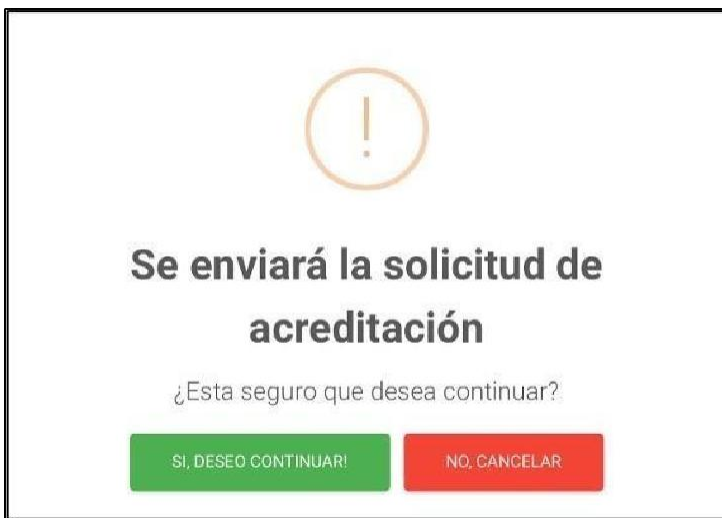 Se enviará la solicitud de
acreditación
¿Esta seguro que desea continuar?
SI, DESEO CONTINUAR!
NO, CANCELAR